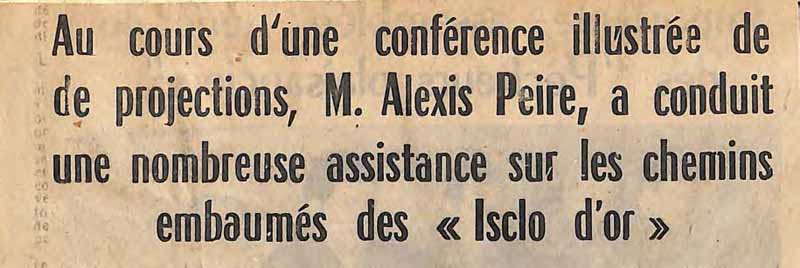 Au cours d'une conférence illustrée de
de projections, M. Alexis Peire, a conduit
une nombreuse assistance sur les chemins
embaumés des « Isclo d'or »